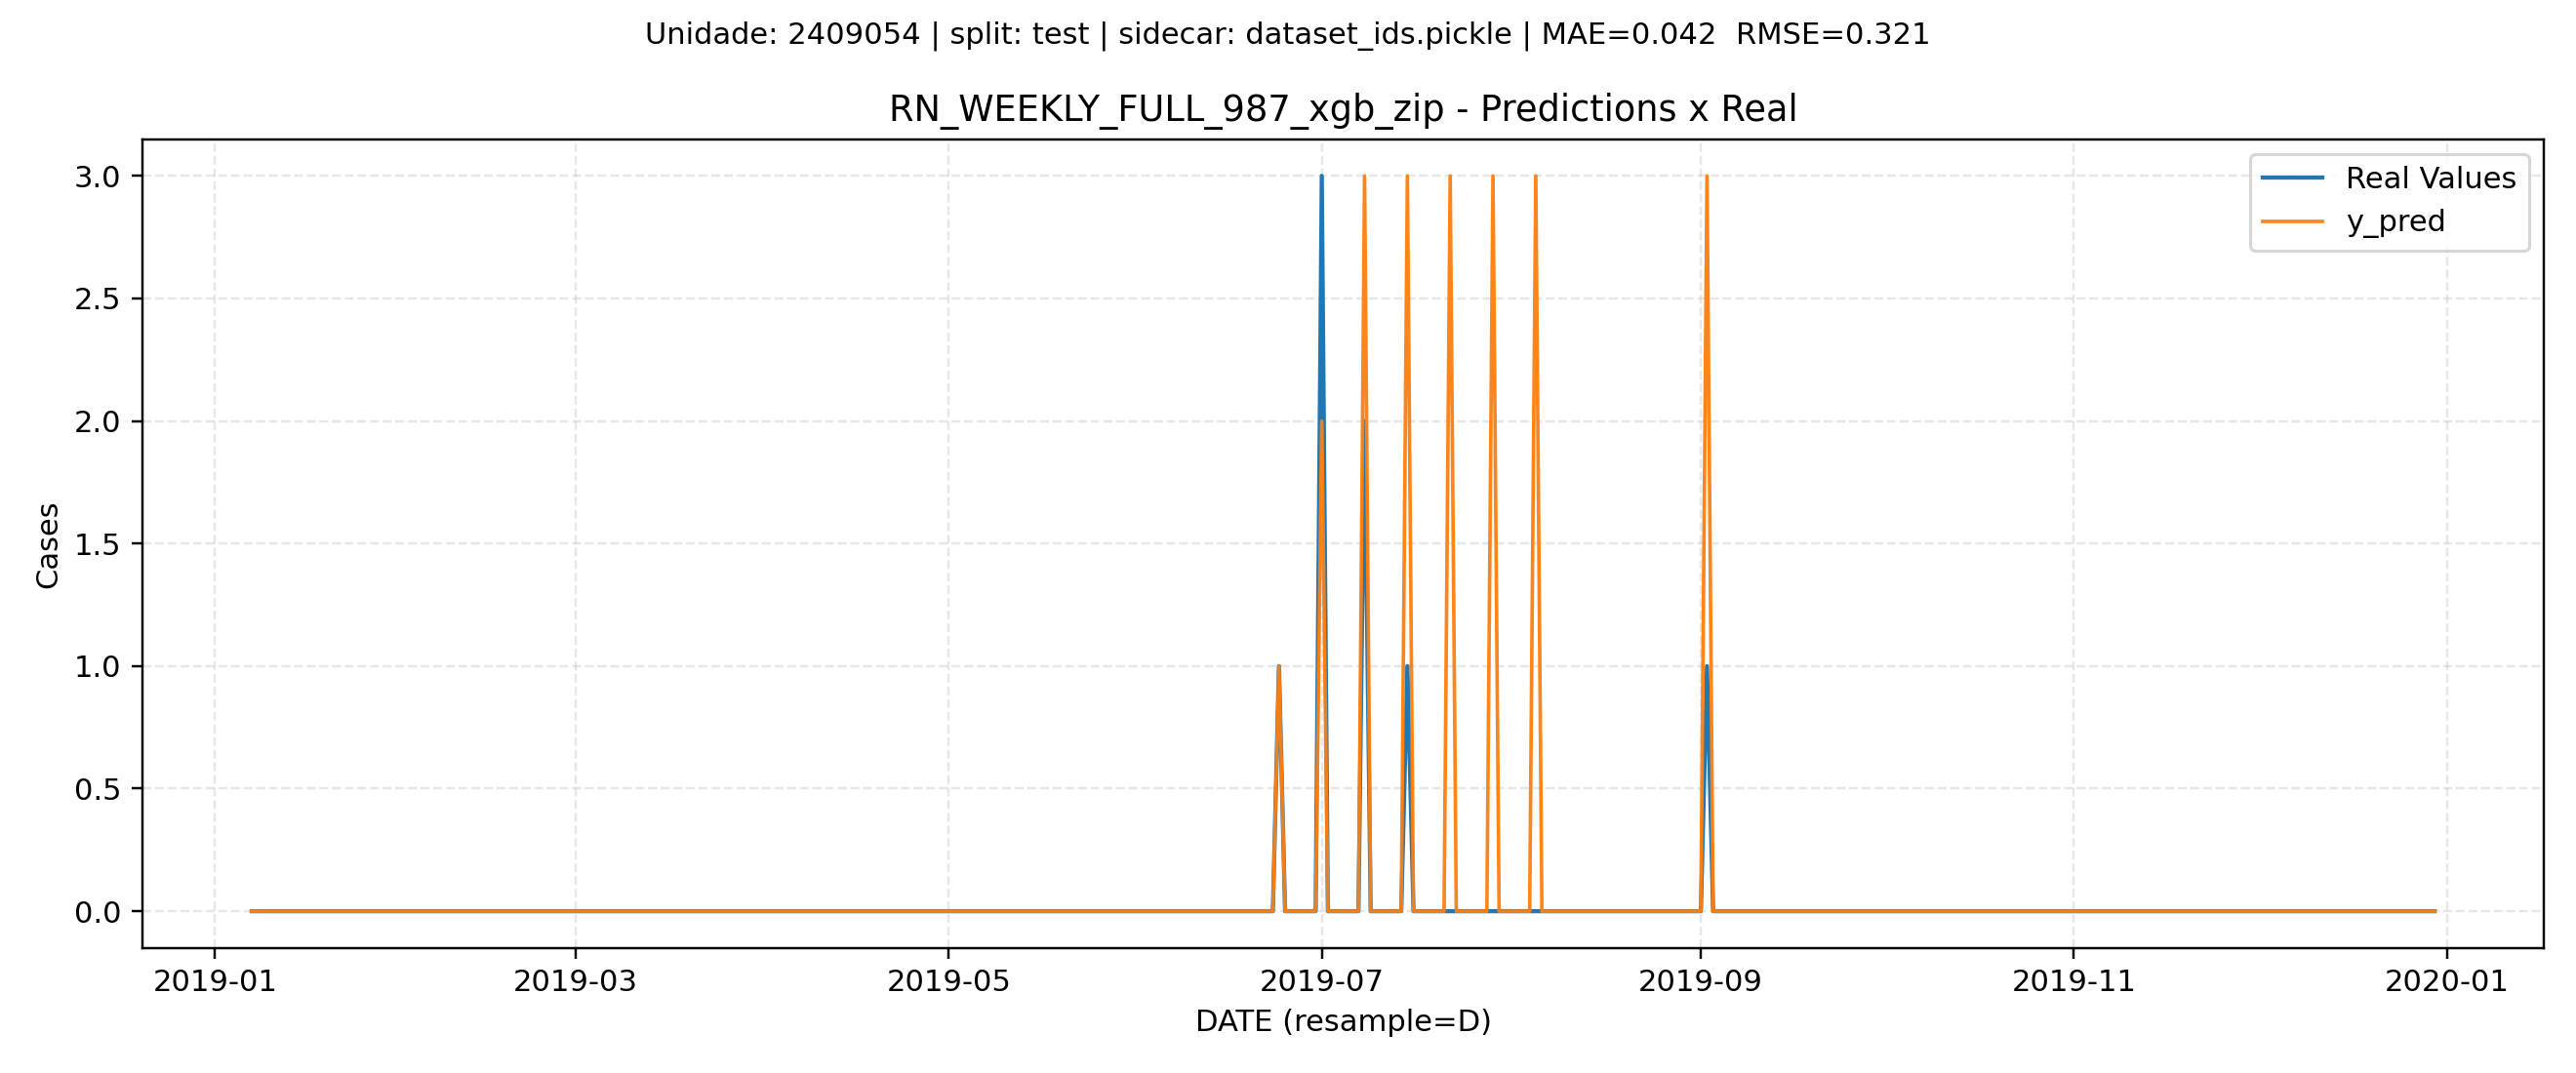 Unidade: 2409054 | split: test | sidecar: dataset_ids.pickle | MAE=0.042  RMSE=0.321
RN_WEEKLY_FULL_987_xgb_zip - Predictions x Real
Real Values
y_pred
Cases
3.0
2.5
2.0
1.5
1.0
0.5
0.0
2019-01 2019-03 2019-05 2019-07 2019-09 2019-11 2020-01
DATE (resample=D)